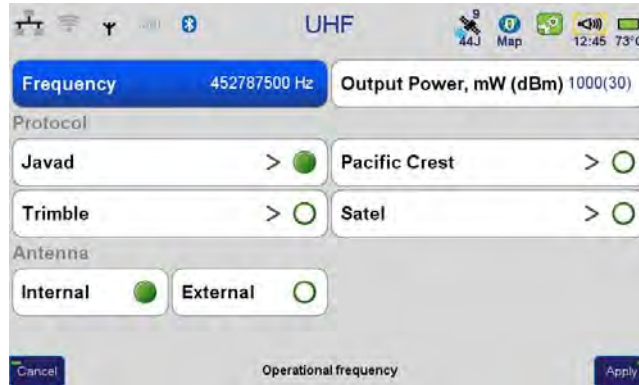 UHF
9
44J Map 12:45 73°
Frequency 452787500 Hz Output Power, mW (dBm) 1000(30)
Protocol
Javad > Pacific Crest >
Trimble > Satel >
Antenna
Internal External
Cancel Operational frequency Apply